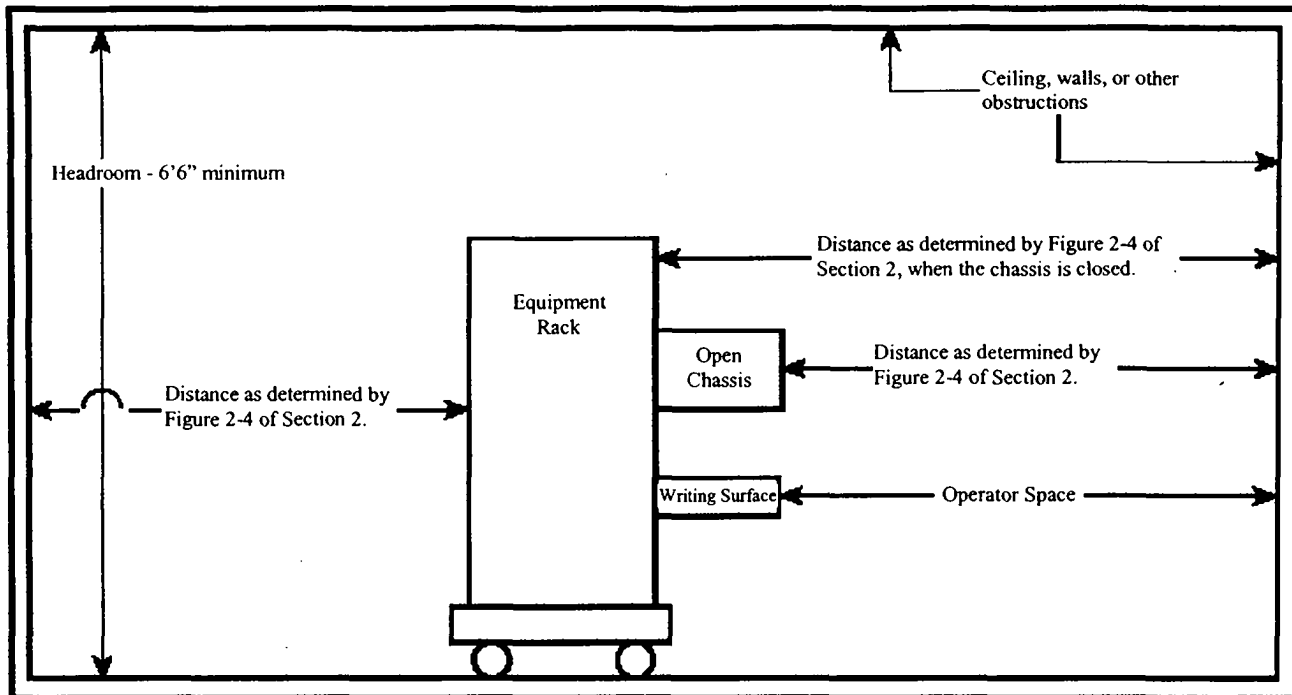 Ceiling, walls, or other
obstructions
Headroom - 6'6" minimum
Distance as determined by Figure 2-4 of
Section 2, when the chassis is closed.
Equipment
Rack
Open
Chassis
Distance as determined by
Figure 2-4 of Section 2.
Distance as determined by
Figure 2-4 of Section 2.
Writing Surface
Operator Space